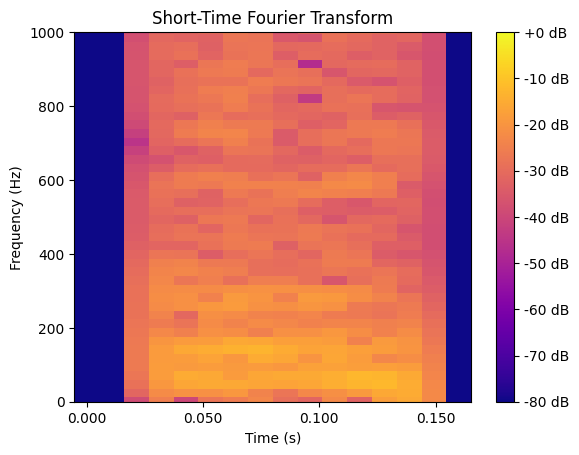 Short-Time Fourier Transform
1000
800
600
400
200
0
Frequency (Hz)
0.000
0.050
0.100
0.150
Time (s)
+0 dB
-10 dB
-20 dB
-30 dB
-40 dB
-50 dB
-60 dB
-70 dB
-80 dB